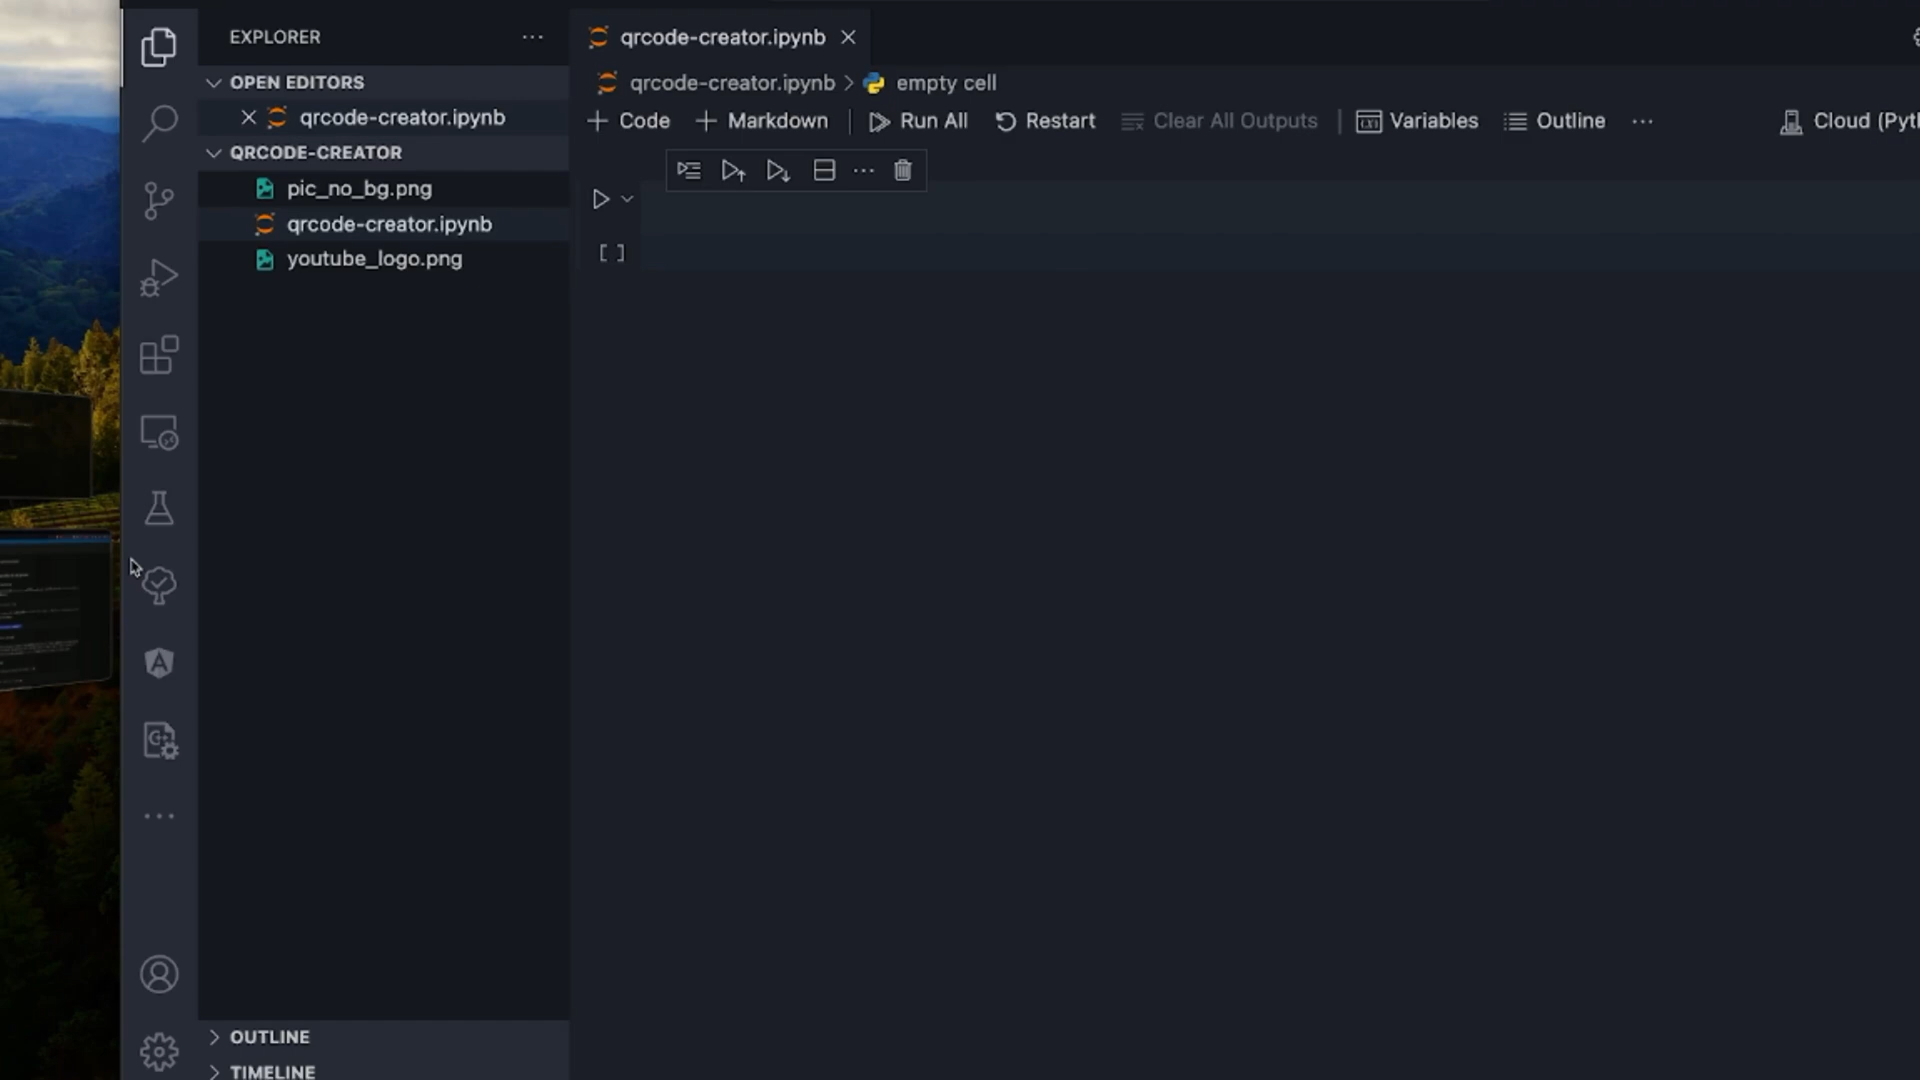 EXPLORER
OPEN EDITORS
qrcode-creator.ipynb
QRCODE-CREATOR
pic_no_bg.png
qrcode-creator.ipynb
youtube_logo.png
OUTLINE
TIMELINE
qrcode-creator.ipynb
qrcode-creator.ipynb > empty cell
+ Code + Markdown Run All Restart Clear All Outputs Variables Outline ...
Cloud (Pyt
[ ]